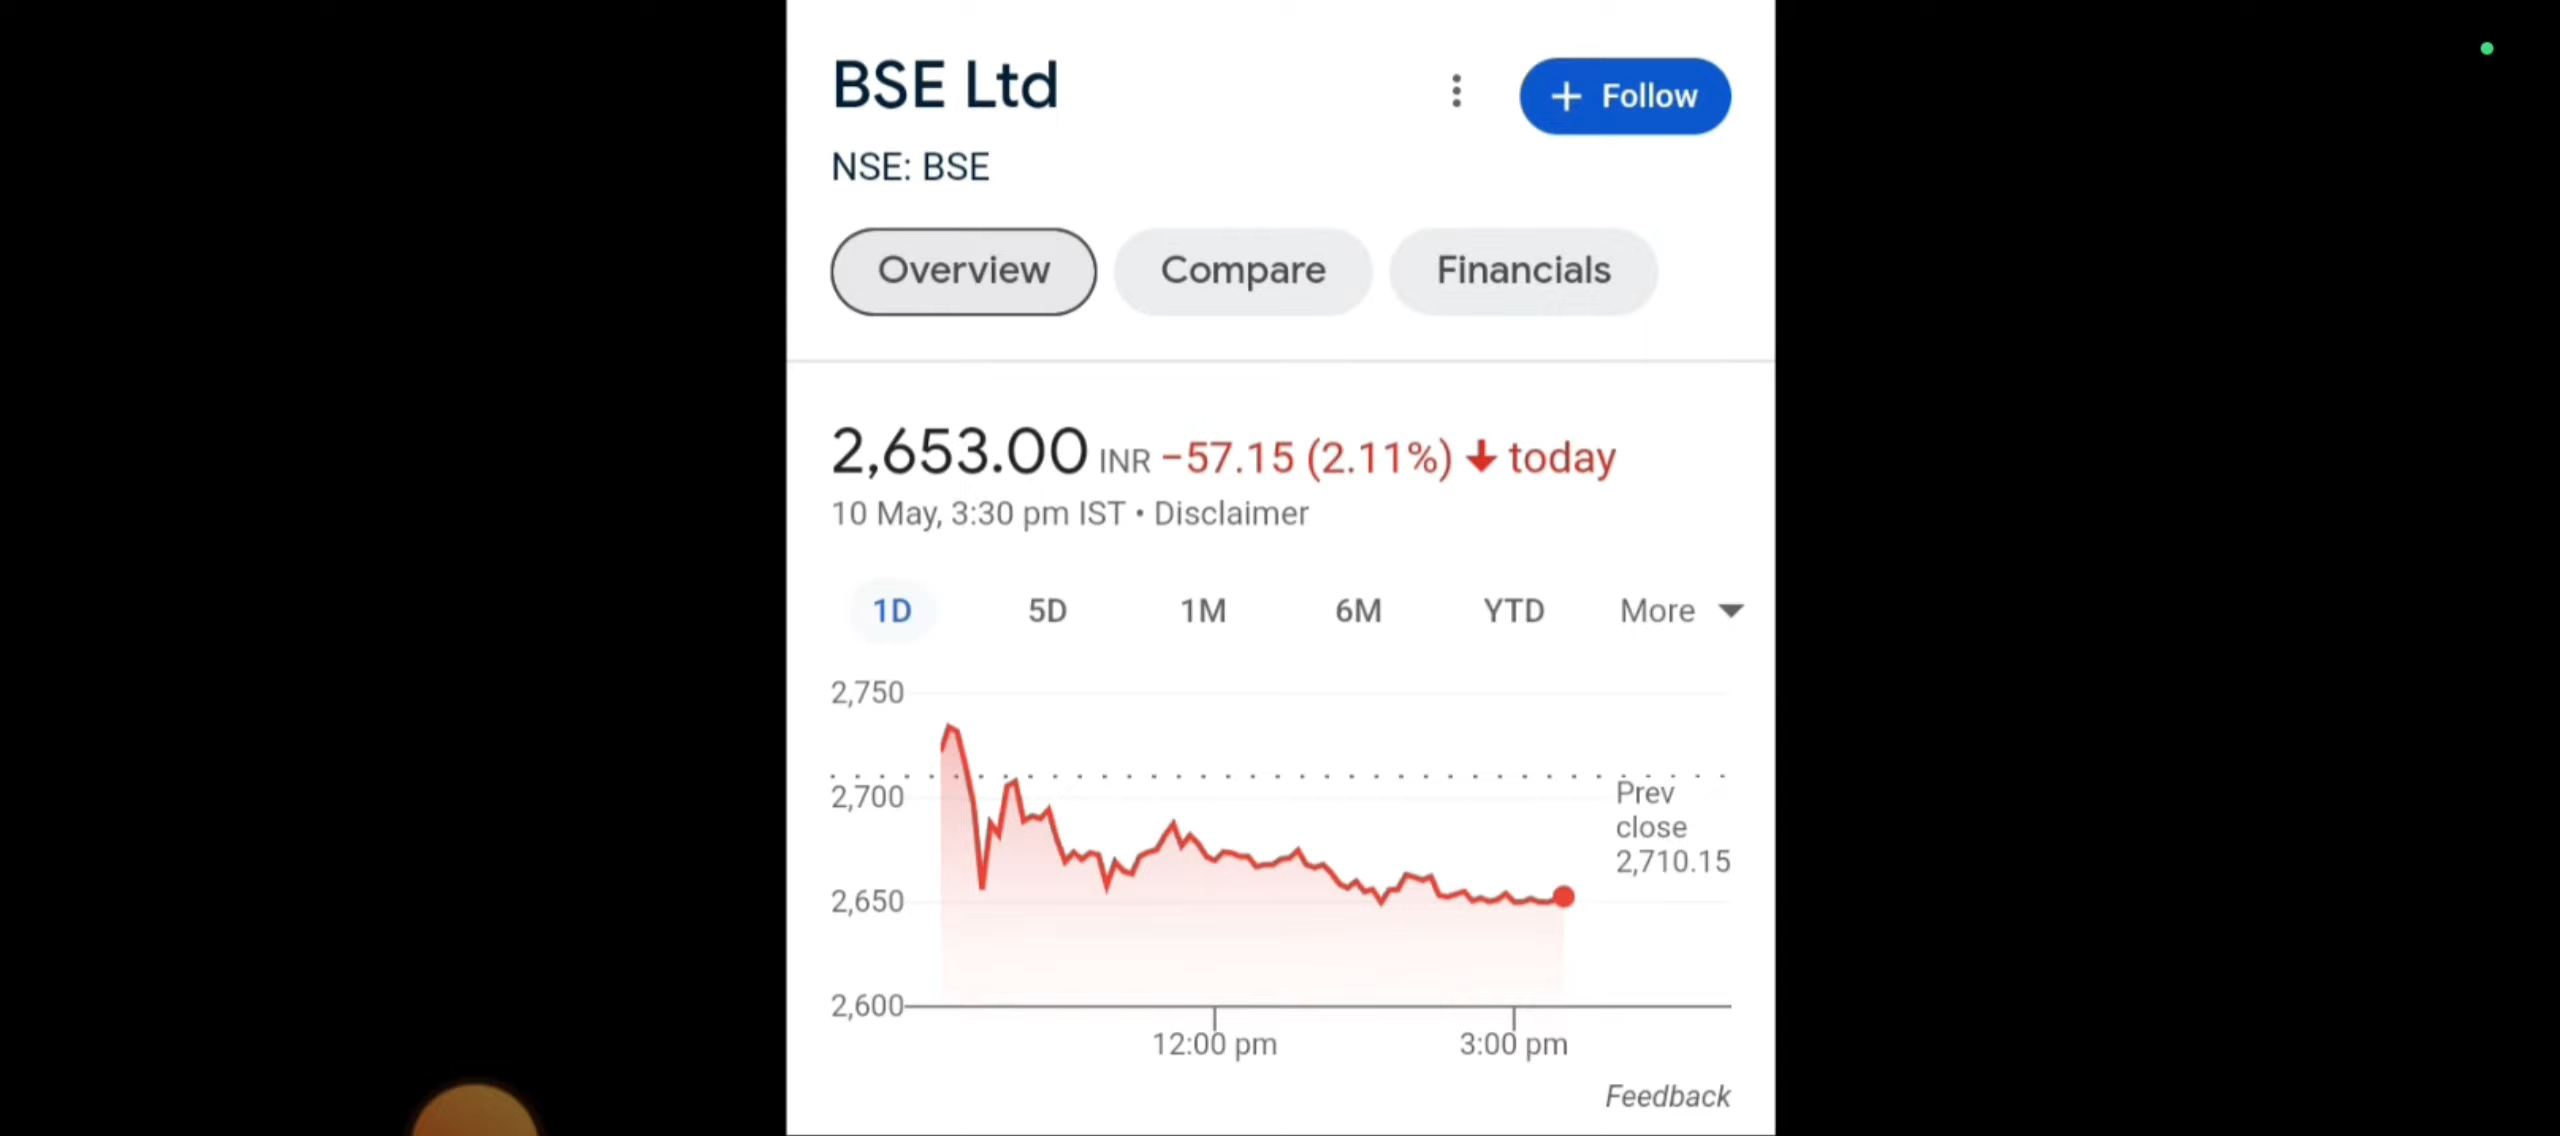 BSE Ltd
+ Follow
NSE: BSE
Overview Compare Financials
2,653.00 INR −57.15 (2.11%) ↓ today
10 May, 3:30 pm IST • Disclaimer
1D 5D 1M 6M YTD More
2,750
2,700
Prev
close
2,710.15
2,650
2,600
12:00 pm 3:00 pm
Feedback